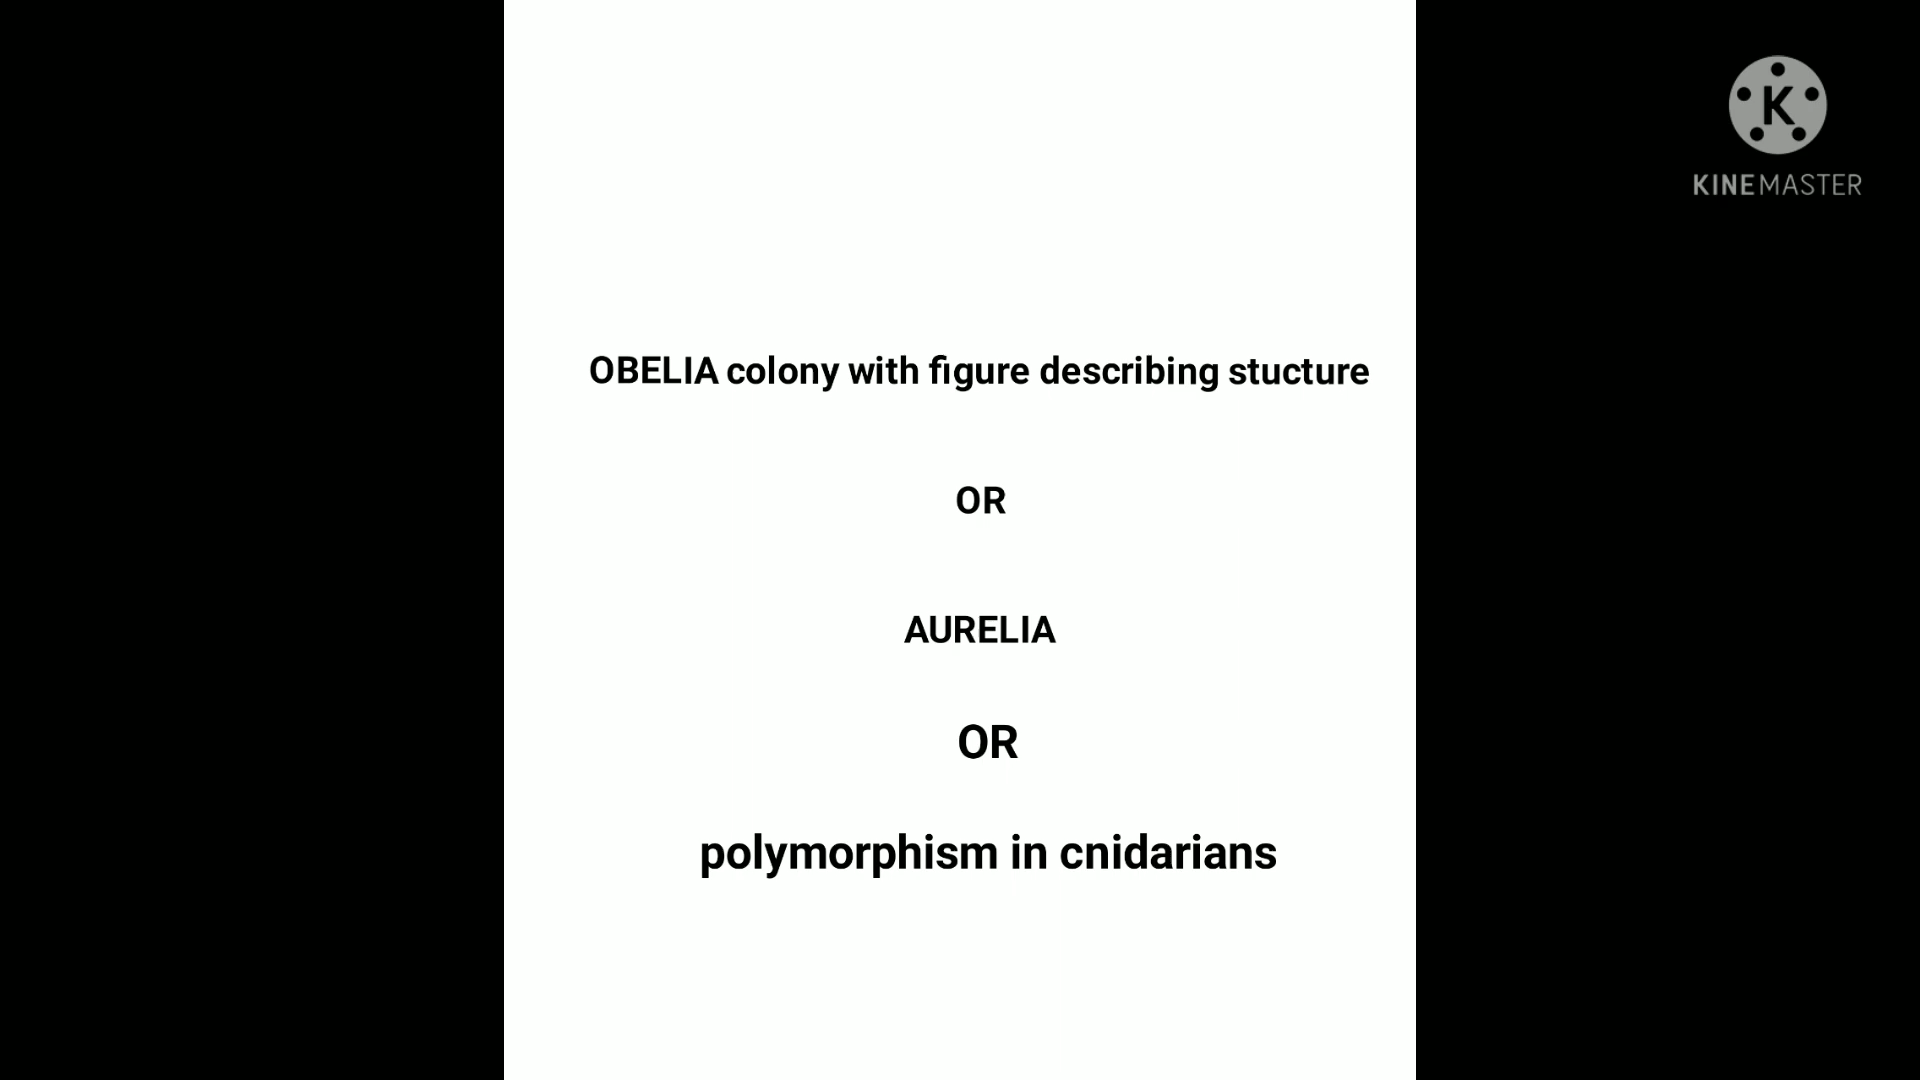 K
KINEMASTER
OBELIA colony with figure describing stucture
OR
AURELIA
OR
polymorphism in cnidarians